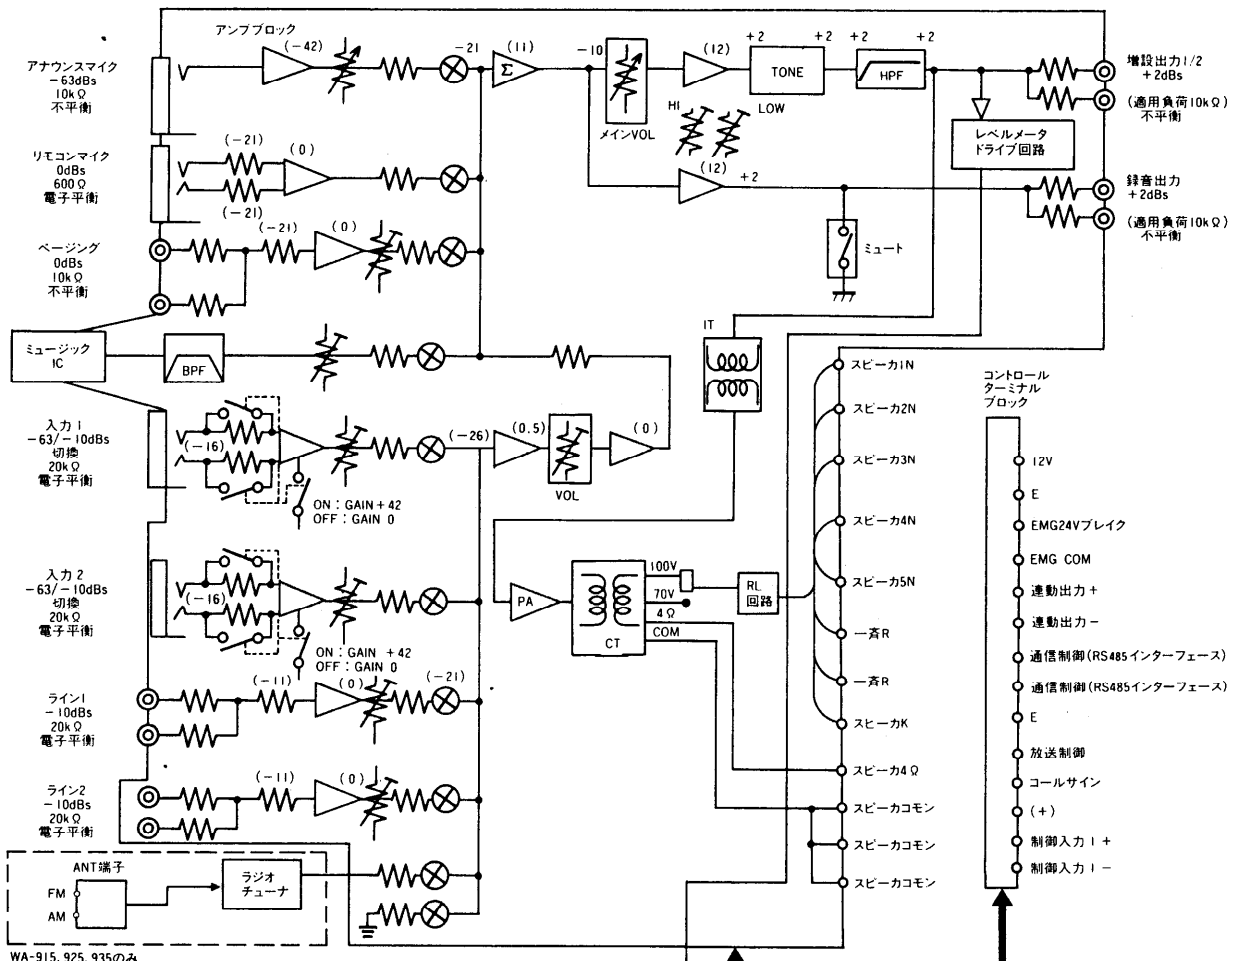 アンプブロック
アナウンスマイク
-63dBs
10kΩ
不平衡
(-42)
-21
(11)
Σ
-10
メインVOL
(12)
+2
TONE
HI
LOW
+2
+2
HPF
+2
増設出力1/2
+2dBs
(適用負荷10kΩ)
不平衡
レベルメータ
ドライブ回路
リモコンマイク
0dBs
600Ω
電子平衡
(-21)
(-21)
(0)
(12)
+2
録音出力
+2dBs
(適用負荷10kΩ)
不平衡
ミュート
ページング
0dBs
10kΩ
不平衡
(-21)
(0)
ミュージック
IC
BPF
IT
入力1
-63/-10dBs
切換
20kΩ
電子平衡
(-16)
ON:GAIN+42
OFF:GAIN 0
(-26)
(0.5)
VOL
(0)
入力2
-63/-10dBs
切換
20kΩ
電子平衡
(-16)
ON:GAIN +42
OFF:GAIN 0
PA
CT
100V
70V
4Ω
COM
RL
回路
ライン1
-10dBs
20kΩ
電子平衡
(-11)
(0)
(-21)
ライン2
-10dBs
20kΩ
電子平衡
(-11)
(0)
ANT端子
FM
AM
ラジオ
チューナ
WA-915,925,935のみ
スピーカ1N
スピーカ2N
スピーカ3N
スピーカ4N
スピーカ5N
一斉R
一斉R
スピーカK
スピーカ4Ω
スピーカコモン
スピーカコモン
スピーカコモン
コントロール
ターミナル
ブロック
12V
E
EMG24Vブレイク
EMG COM
連動出力+
連動出力-
通信制御(RS485インターフェース)
通信制御(RS485インターフェース)
E
放送制御
コールサイン
(+)
制御入力1+
制御入力1-